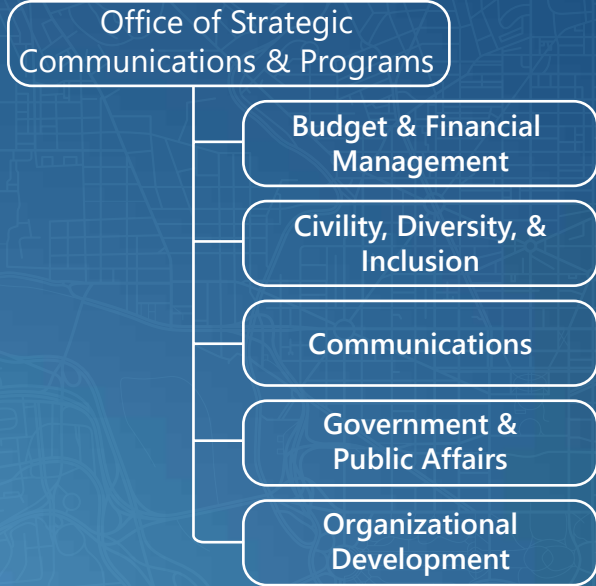 Office of Strategic
Communications & Programs
Budget & Financial
Management
Civility, Diversity, &
Inclusion
Communications
Government &
Public Affairs
Organizational
Development